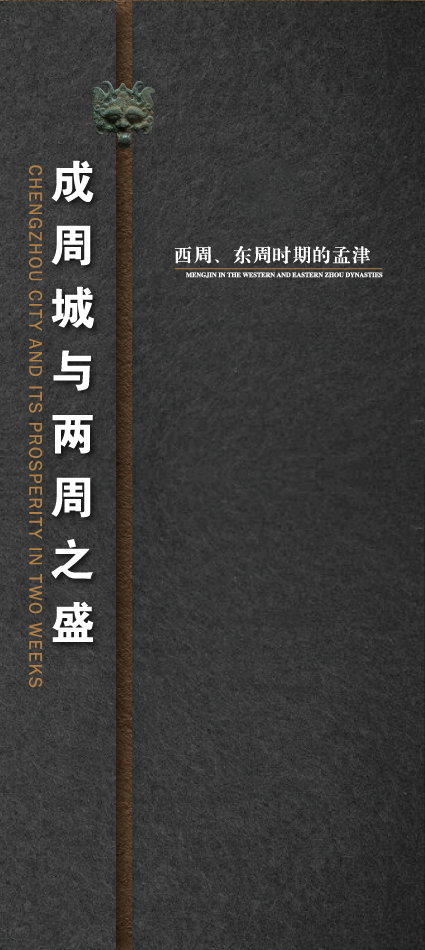 成周城与两周之盛
CHENGZHOU CITY AND ITS PROSPERITY IN TWO WEEKS
西周、东周时期的孟津
MENGJIN IN THE WESTERN AND EASTERN ZHOU DYNASTIES